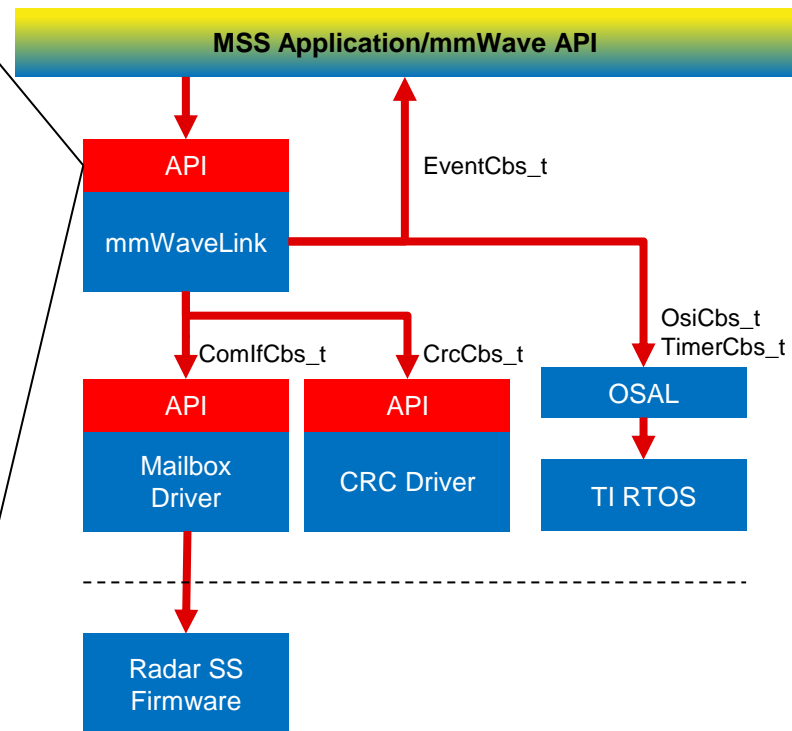 MSS Application/mmWave API
API
EventCbs_t
mmWaveLink
OsiCbs_t
TimerCbs_t
ComIfCbs_t
CrcCbs_t
API
API
OSAL
Mailbox
Driver
CRC Driver
TI RTOS
Radar SS
Firmware